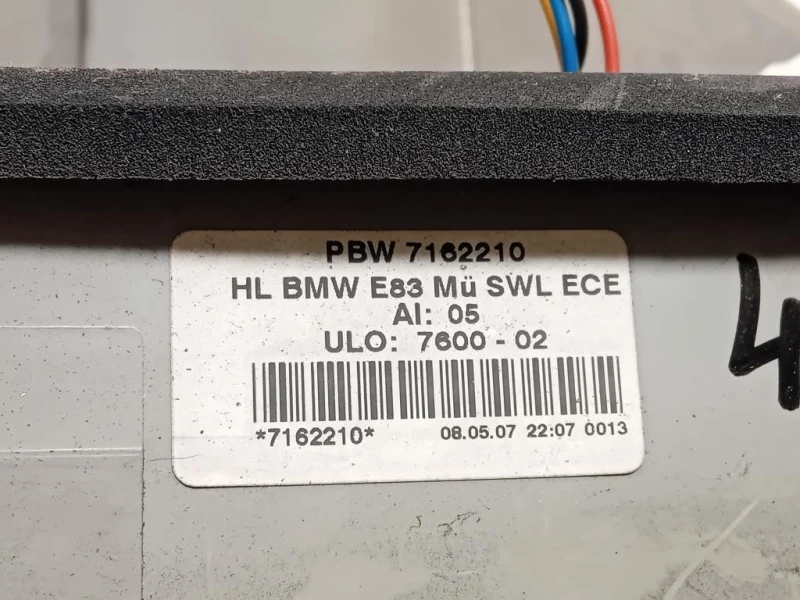 PBW 7162210
HL BMW E83 Mü SWL ECE
AI: 05
ULO: 7600 - 02
*7162210* 08.05.07 22:07 0013
4